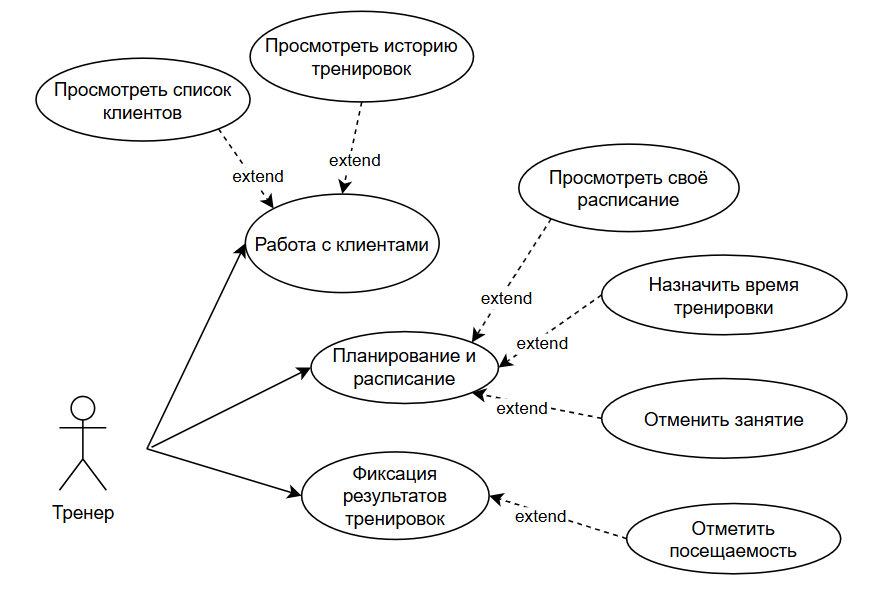 Просмотреть историю
тренировок
Просмотреть список
клиентов
extend
extend
Просмотреть своё
расписание
Работа с клиентами
extend
Назначить время
тренировки
extend
Планирование и
расписание
extend
Отменить занятие
Фиксация
результатов
тренировок
extend
Отметить
посещаемость
Тренер